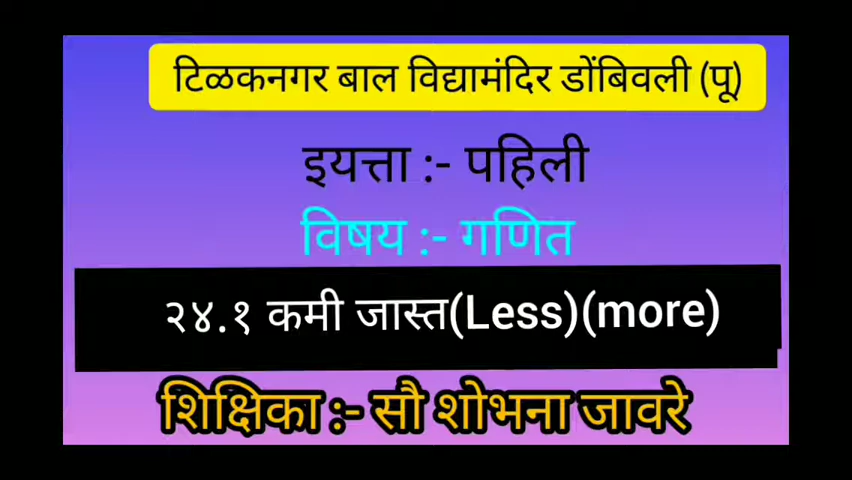 टिळकनगर बाल विद्यामंदिर डोंबिवली (पू)
इयत्ता :- पहिली
विषय :- गणित
२४.१ कमी जास्त(Less)(more)
शिक्षिका :- सौ शोभना जावरे